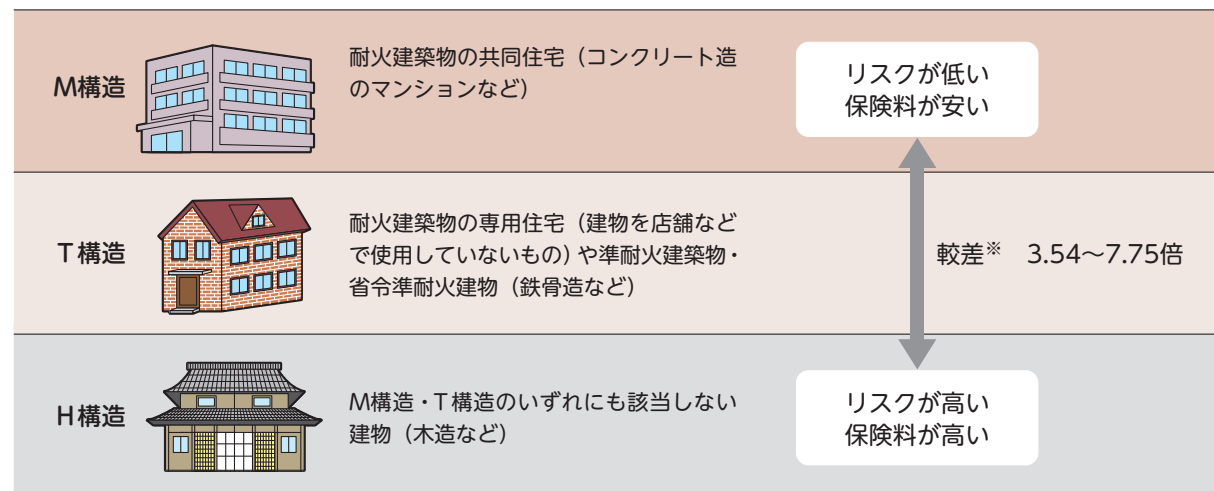 M構造
耐火建築物の共同住宅（コンクリート造
のマンションなど）
リスクが低い
保険料が安い
T構造
耐火建築物の専用住宅（建物を店舗など
で使用していないもの）や準耐火建築物・
省令準耐火建物（鉄骨造など）
較差※　3.54～7.75倍
H構造
M構造・T構造のいずれにも該当しない
建物（木造など）
リスクが高い
保険料が高い